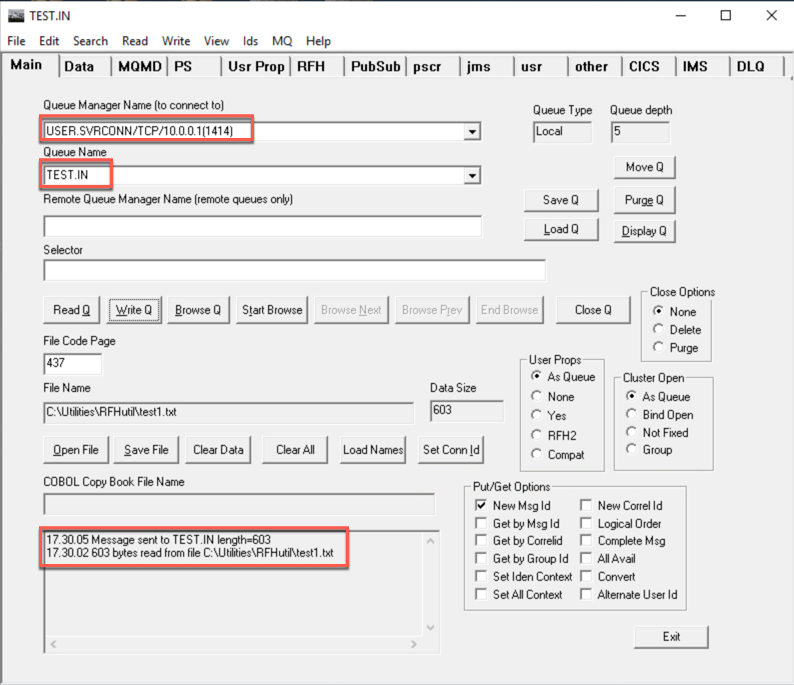 TEST.IN
File Edit Search Read Write View Ids MQ Help
Main Data MQMD PS Usr Prop RFH PubSub pscr jms usr other CICS IMS DLQ
Queue Manager Name (to connect to)
Queue Type Queue depth
USER.SVRCONN/TCP/10.0.0.1(1414)
Local 5
Queue Name
TEST.IN
Move Q
Remote Queue Manager Name (remote queues only)
Save Q Purge Q
Load Q Display Q
Selector
Read Q Write Q Browse Q Start Browse Browse Next Browse Prev End Browse Close Q
Close Options
None
Delete
Purge
File Code Page
437
User Props
As Queue
None
Yes
RFH2
Compat
Cluster Open
As Queue
Bind Open
Not Fixed
Group
File Name
Data Size
C:\Utilities\RFHutil\test1.txt
603
Open File Save File Clear Data Clear All Load Names Set Conn Id
COBOL Copy Book File Name
Put/Get Options
New Msg Id New Correl Id
Get by Msg Id Logical Order
Get by Correlid Complete Msg
Get by Group Id All Avail
Set Iden Context Convert
Set All Context Alternate User Id
17.30.05 Message sent to TEST.IN length=603
17.30.02 603 bytes read from file C:\Utilities\RFHutil\test1.txt
Exit